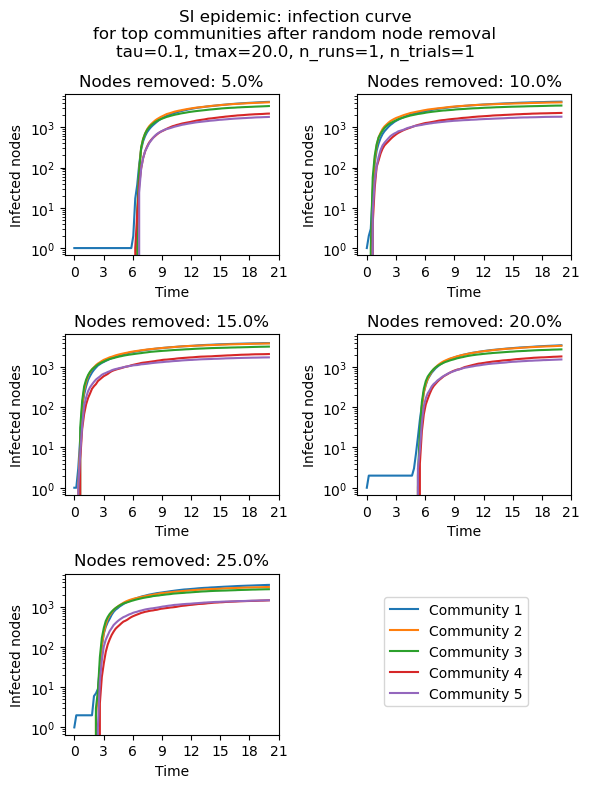 SI epidemic: infection curve
for top communities after random node removal
tau=0.1, tmax=20.0, n_runs=1, n_trials=1
Nodes removed: 5.0%
Infected nodes
10³
10²
10¹
10⁰
0 3 6 9 12 15 18 21
Time
Nodes removed: 10.0%
Infected nodes
10³
10²
10¹
10⁰
0 3 6 9 12 15 18 21
Time
Nodes removed: 15.0%
Infected nodes
10³
10²
10¹
10⁰
0 3 6 9 12 15 18 21
Time
Nodes removed: 20.0%
Infected nodes
10³
10²
10¹
10⁰
0 3 6 9 12 15 18 21
Time
Nodes removed: 25.0%
Infected nodes
10³
10²
10¹
10⁰
0 3 6 9 12 15 18 21
Time
Community 1
Community 2
Community 3
Community 4
Community 5